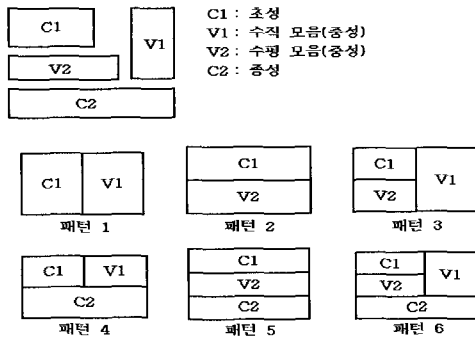 C1
V1
V2
C2
C1 : 초성
V1 : 수직 모음(중성)
V2 : 수평 모음(중성)
C2 : 종성
C1 V1
패턴 1
C1
V2
패턴 2
C1
V2
V1
패턴 3
C1 V1
C2
패턴 4
C1
V2
C2
패턴 5
C1
V2
V1
C2
패턴 6